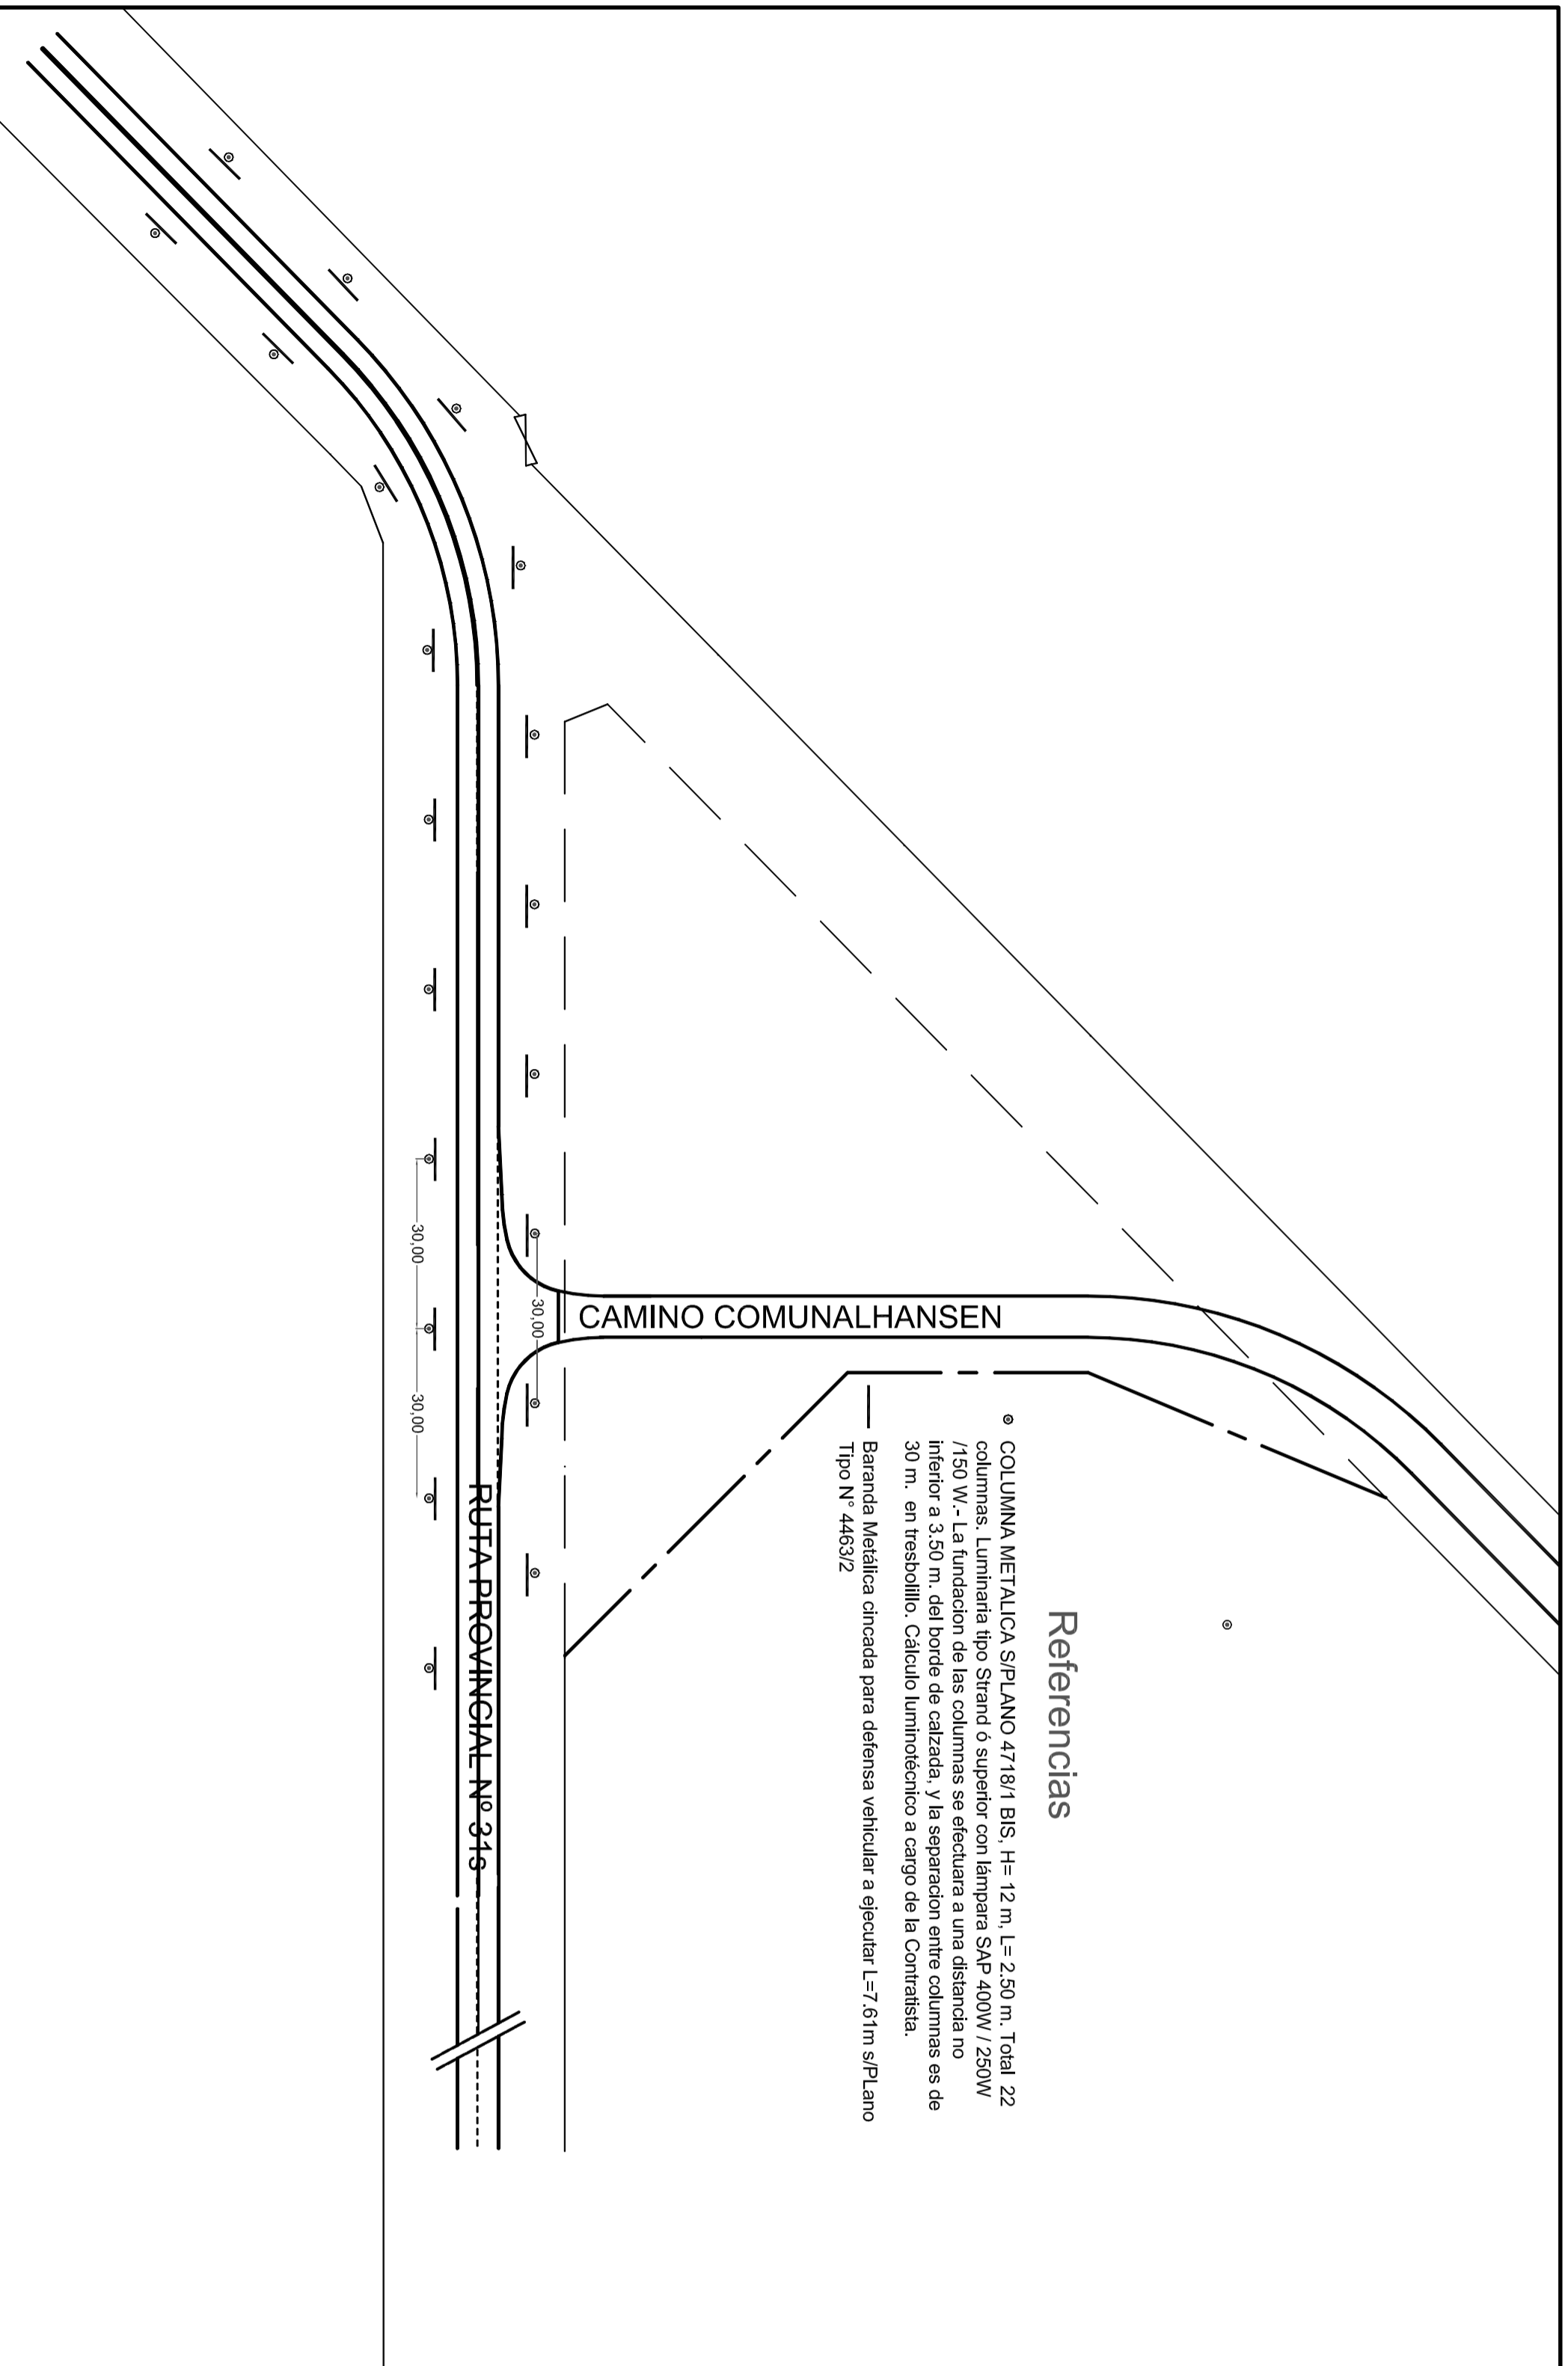 CAMINO COMUNALHANSEN
RUTA PROVINCIAL Nº 31s
30,00
30,00
30,00
Referencias
COLUMNA METALICA S/PLANO 4718/1 BIS, H= 12 m, L= 2.50 m. Total 22
columnas. Luminaria tipo Strand ó superior con lámpara SAP 400W / 250W
/150 W.- La fundacion de las columnas se efectuara a una distancia no
inferior a 3.50 m. del borde de calzada, y la separacion entre columnas es de
30 m. en tresbolillo. Cálculo luminotécnico a cargo de la Contratista.
Baranda Metálica cincada para defensa vehicular a ejecutar L=7.61m s/PLano
Tipo N° 4463/2